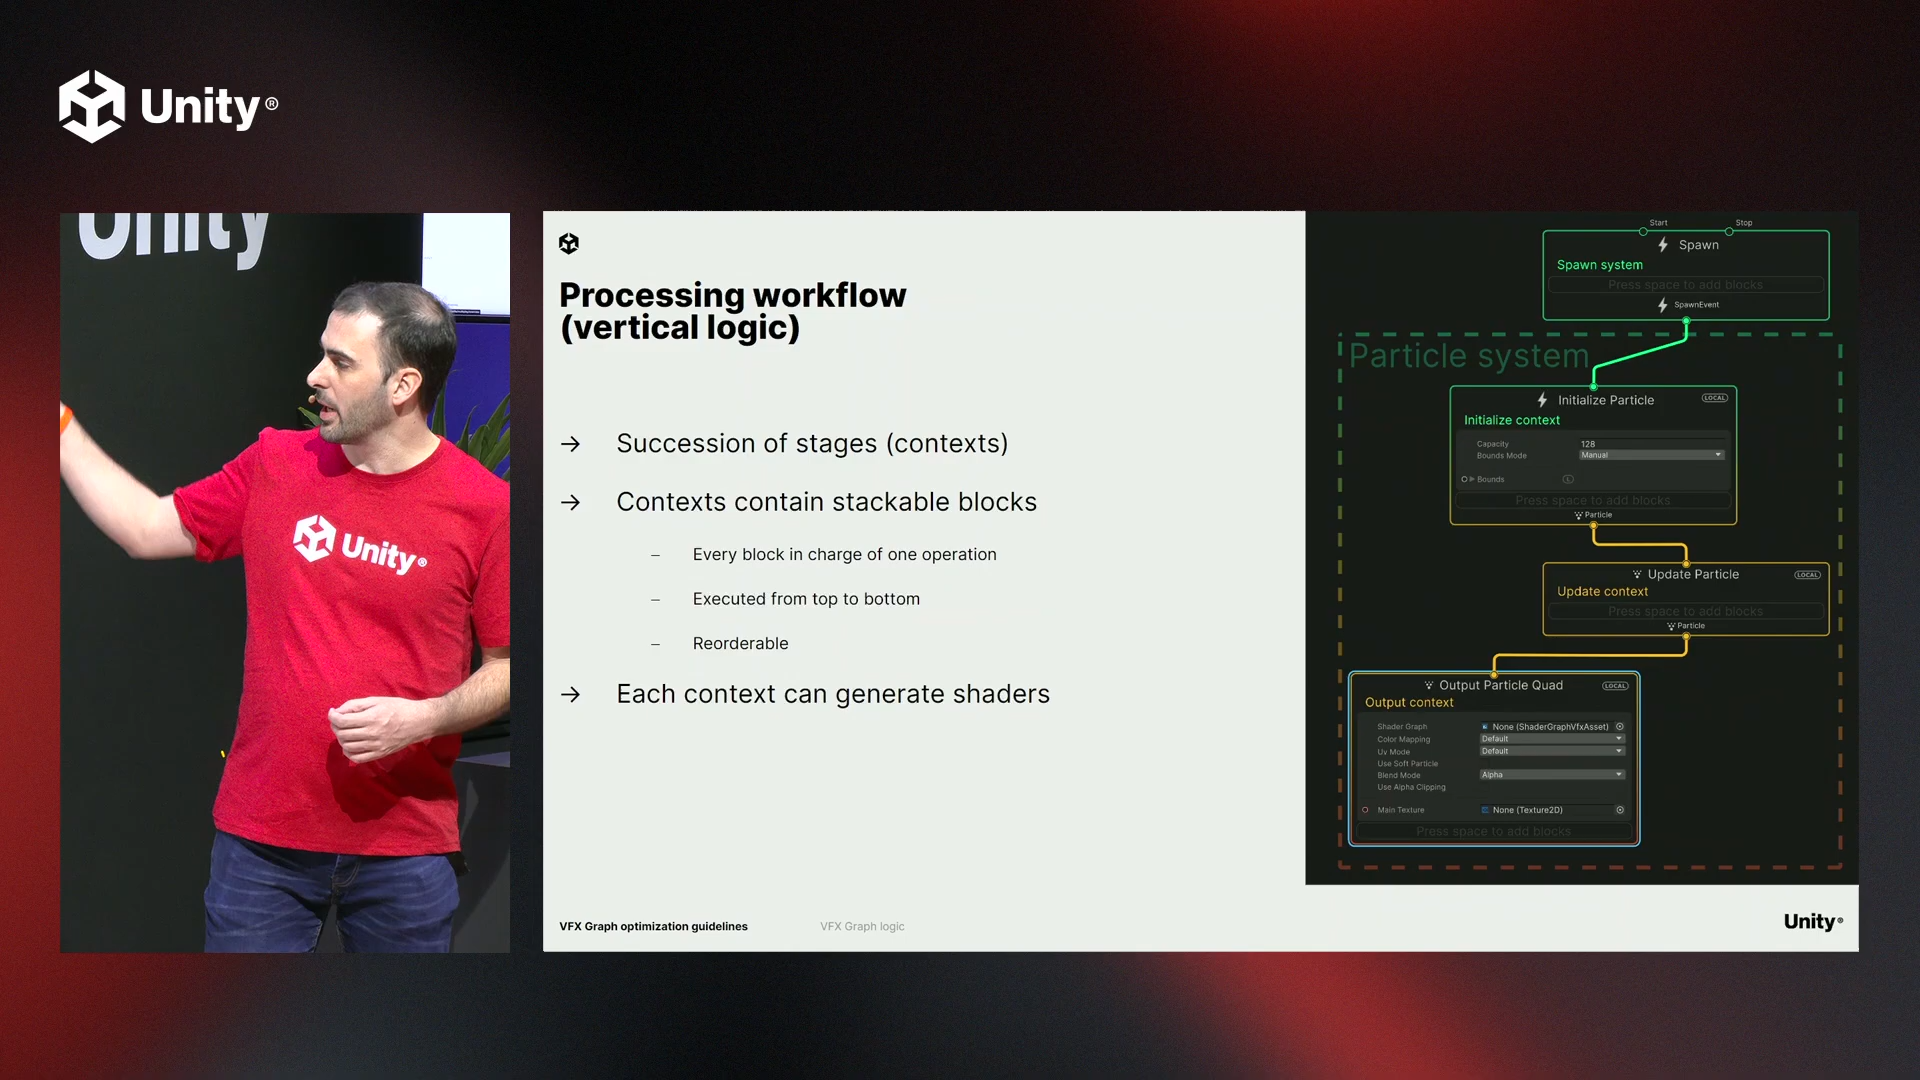 Unity®
Unity
Unity®
Processing workflow
(vertical logic)
→ Succession of stages (contexts)
→ Contexts contain stackable blocks
– Every block in charge of one operation
– Executed from top to bottom
– Reorderable
→ Each context can generate shaders
VFX Graph optimization guidelines
VFX Graph logic
Start Stop
Spawn
Spawn system
Press space to add blocks
SpawnEvent
Particle system
Initialize Particle LOCAL
Initialize context
Capacity 128
Bounds Mode Manual
Bounds L
Press space to add blocks
Particle
Update Particle LOCAL
Update context
Press space to add blocks
Particle
Output Particle Quad LOCAL
Output context
Shader Graph None (ShaderGraphVfxAsset)
Color Mapping Default
Uv Mode Default
Use Soft Particle
Blend Mode Alpha
Use Alpha Clipping
Main Texture None (Texture2D)
Press space to add blocks
Unity®